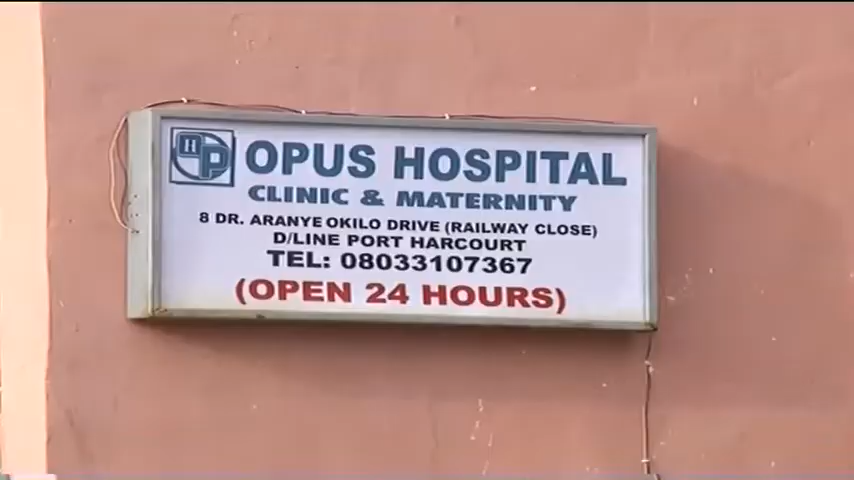 HP
OPUS HOSPITAL
CLINIC & MATERNITY
8 DR. ARANYE OKILO DRIVE (RAILWAY CLOSE)
D/LINE PORT HARCOURT
TEL: 08033107367
(OPEN 24 HOURS)